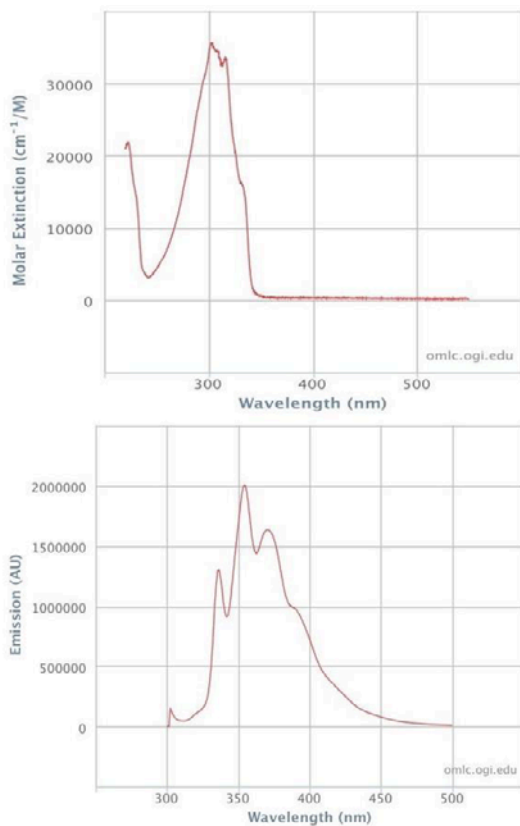 Molar Extinction (cm⁻¹/M)
30000
20000
10000
0
300
400
500
omlc.ogi.edu
Wavelength (nm)
Emission (AU)
2000000
1500000
1000000
500000
0
omlc.ogi.edu
300
350
400
450
500
Wavelength (nm)